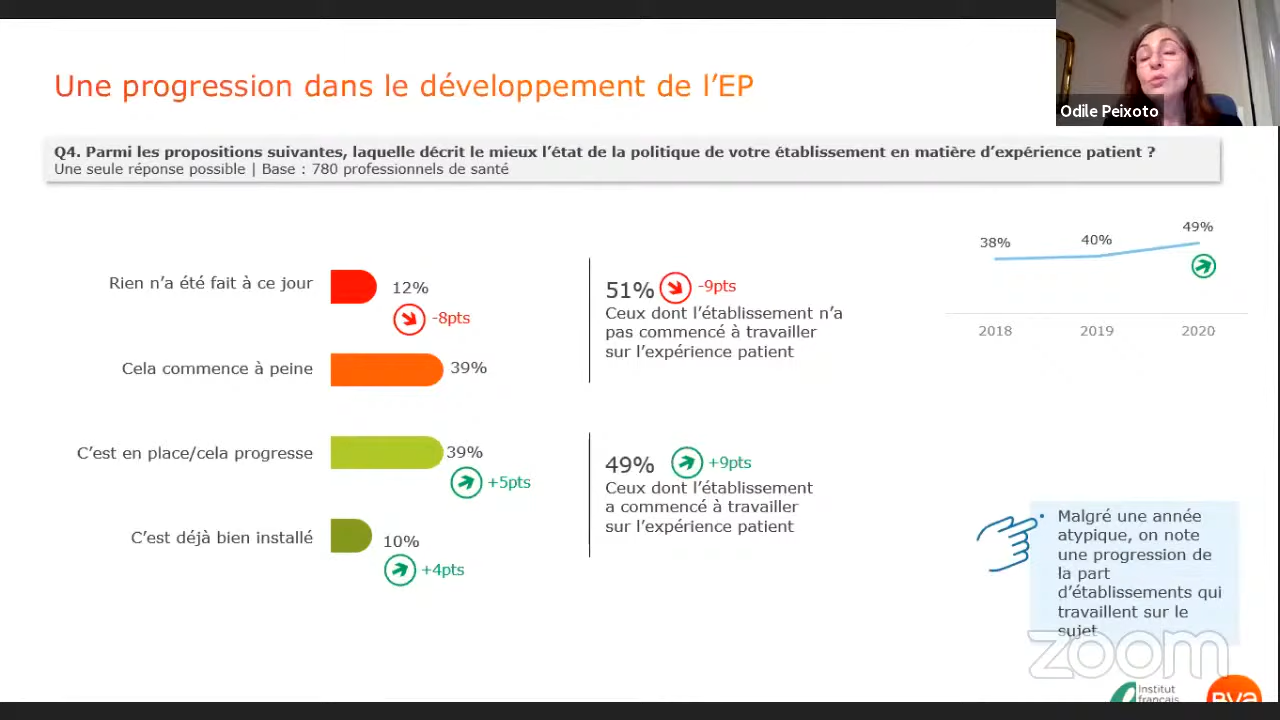 Une progression dans le développement de l'EP
Odile Peixoto
Q4. Parmi les propositions suivantes, laquelle décrit le mieux l'état de la politique de votre établissement en matière d'expérience patient ?
Une seule réponse possible | Base : 780 professionnels de santé
Rien n'a été fait à ce jour
12%
-8pts
Cela commence à peine
39%
C'est en place/cela progresse
39%
+5pts
C'est déjà bien installé
10%
+4pts
51%
-9pts
Ceux dont l'établissement n'a
pas commencé à travailler
sur l'expérience patient
49%
+9pts
Ceux dont l'établissement
a commencé à travailler
sur l'expérience patient
38%
40%
49%
2018
2019
2020
• Malgré une année
atypique, on note
une progression de
la part
d'établissements qui
travaillent sur le
sujet
zoom
Institut
français
BVA